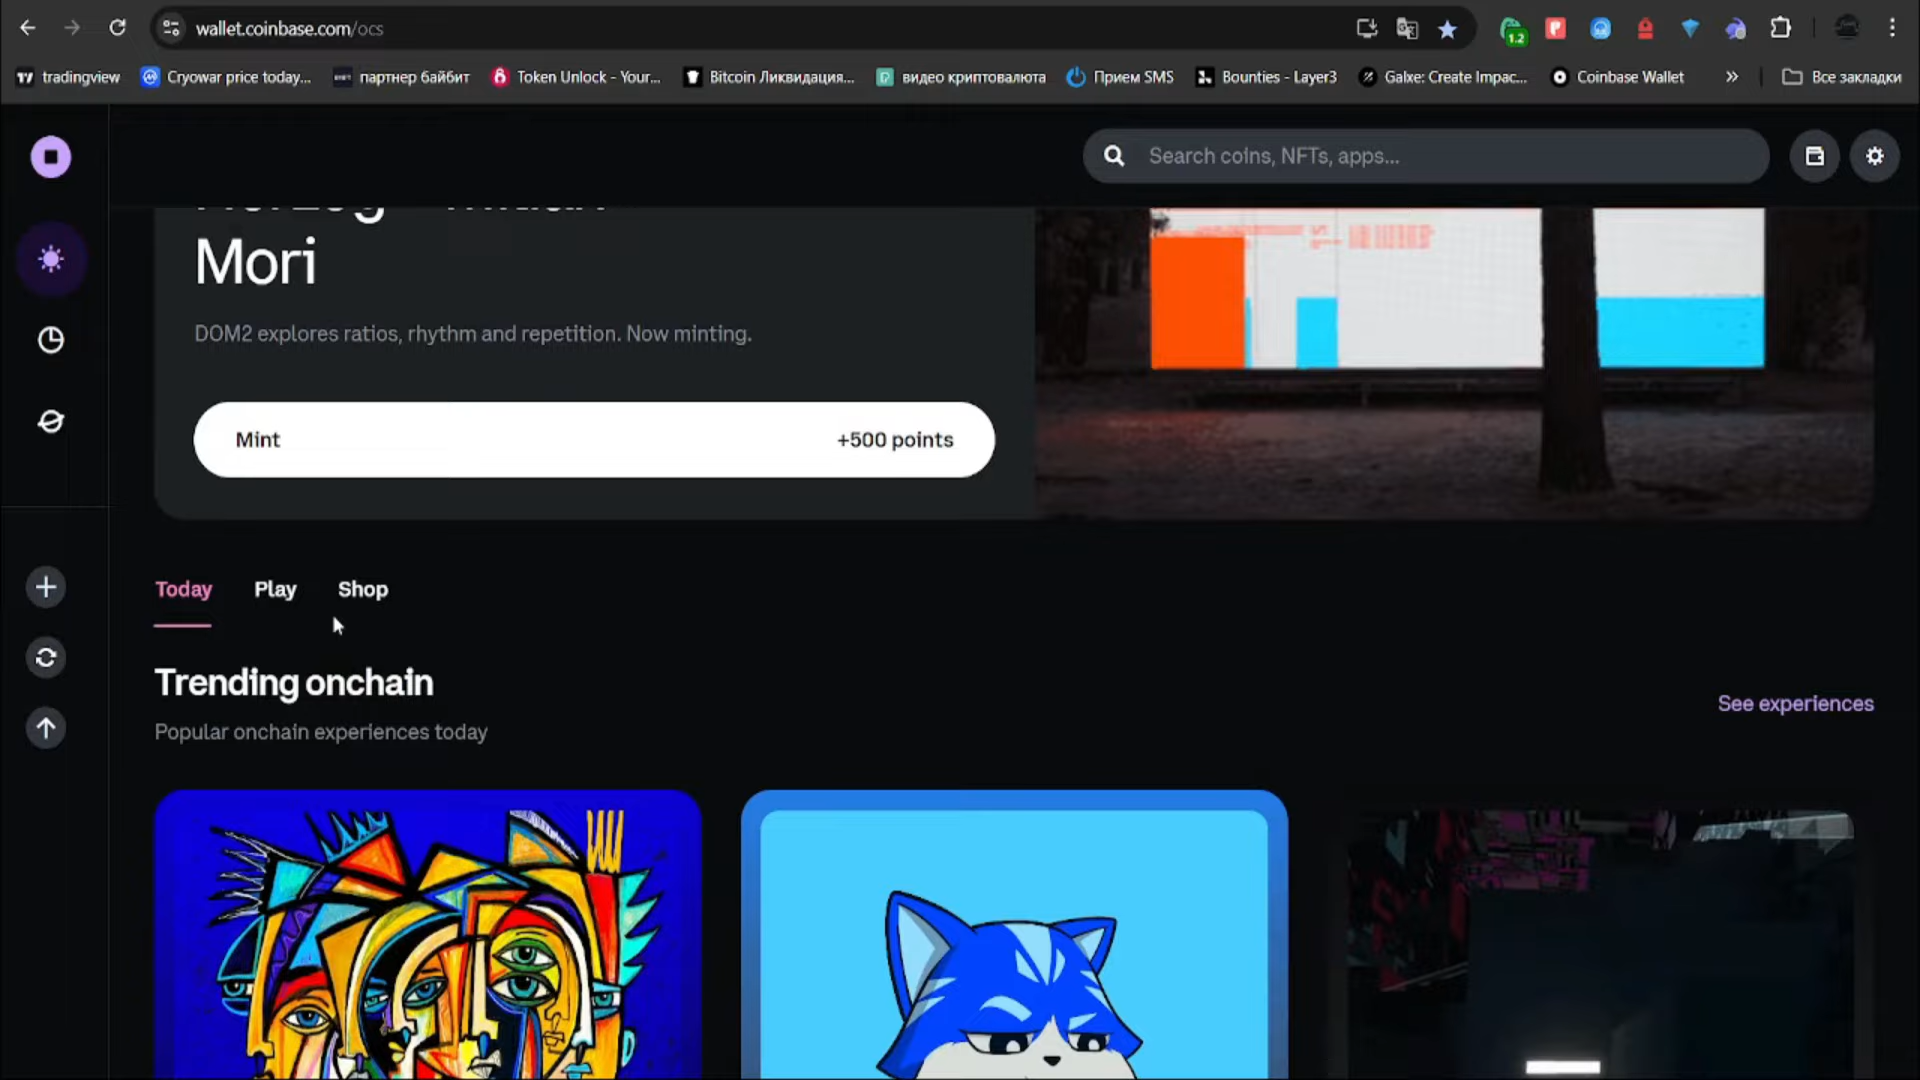 wallet.coinbase.com/ocs
1.2
tradingview
Cryowar price today...
партнер байбит
Token Unlock - Your...
Bitcoin Ликвидация...
видео криптовалюта
Прием SMS
Bounties - Layer3
Galxe: Create Impac...
Coinbase Wallet
»
Все закладки
Search coins, NFTs, apps...
Mori
DOM2 explores ratios, rhythm and repetition. Now minting.
Mint
+500 points
Today
Play
Shop
Trending onchain
See experiences
Popular onchain experiences today